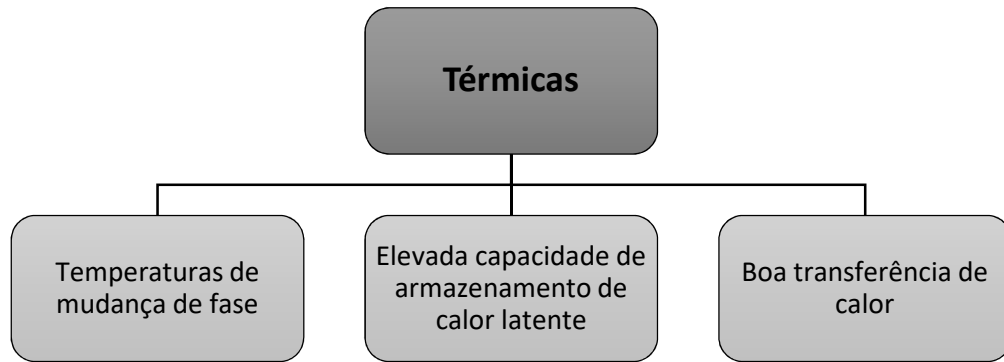 Térmicas
Temperaturas de
mudança de fase
Elevada capacidade de
armazenamento de
calor latente
Boa transferência de
calor